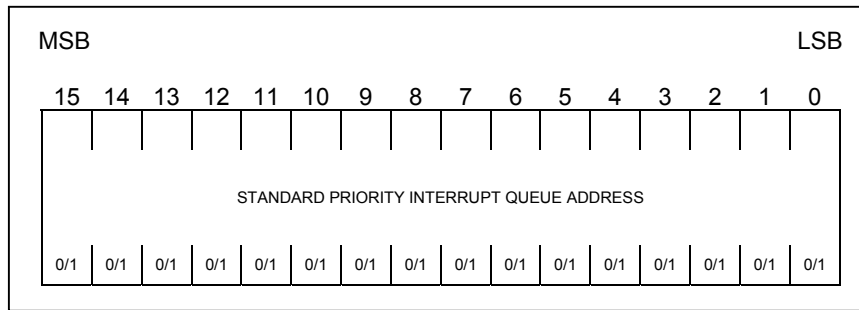 MSB LSB
15 14 13 12 11 10 9 8 7 6 5 4 3 2 1 0
STANDARD PRIORITY INTERRUPT QUEUE ADDRESS
0/1 0/1 0/1 0/1 0/1 0/1 0/1 0/1 0/1 0/1 0/1 0/1 0/1 0/1 0/1 0/1